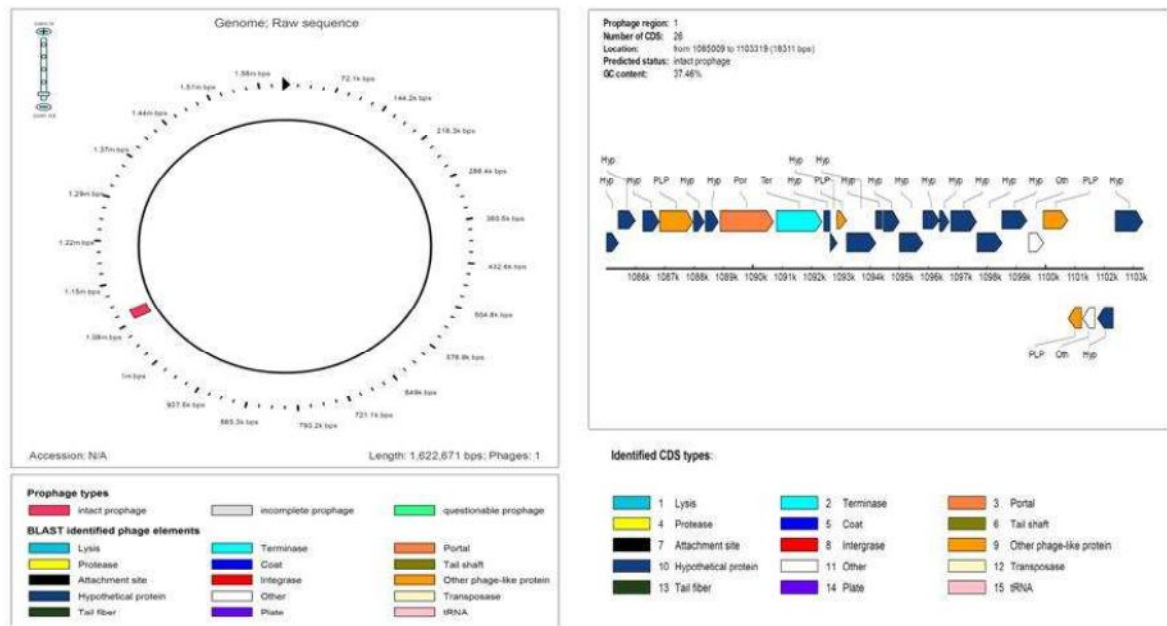 Genome; Raw sequence
1.58m bps
72.1k bps
1.51m bps
144.2k bps
1.44m bps
216.3k bps
1.37m bps
288.4k bps
1.29m bps
360.5k bps
1.22m bps
432.6k bps
1.15m bps
504.8k bps
1.08m bps
576.9k bps
1m bps
649k bps
937.5k bps
721.1k bps
865.3k bps
793.2k bps
Accession: N/A
Length: 1,622,671 bps; Phages: 1
Prophage types
intact prophage
incomplete prophage
questionable prophage
BLAST identified phage elements
Lysis
Terminase
Portal
Protease
Coat
Tail shaft
Attachment site
Integrase
Other phage-like protein
Hypothetical protein
Other
Transposase
Tail fiber
Plate
tRNA
Prophage region: 1
Number of CDS: 26
Location: from 1085009 to 1103319 (18311 bps)
Predicted status: intact prophage
GC content: 37.46%
Hyp Hyp Hyp
Hyp Hyp PLP Hyp Hyp Por Ter Hyp PLP Hyp Hyp Hyp Hyp Hyp Hyp Hyp Hyp Oth PLP Hyp
1086k 1087k 1088k 1089k 1090k 1091k 1092k 1093k 1094k 1095k 1096k 1097k 1098k 1099k 1100k 1101k 1102k 1103k
PLP Oth Hyp
Identified CDS types:
1 Lysis
2 Terminase
3 Portal
4 Protease
5 Coat
6 Tail shaft
7 Attachment site
8 Intergrase
9 Other phage-like protein
10 Hypothetical protein
11 Other
12 Transposase
13 Tail fiber
14 Plate
15 tRNA